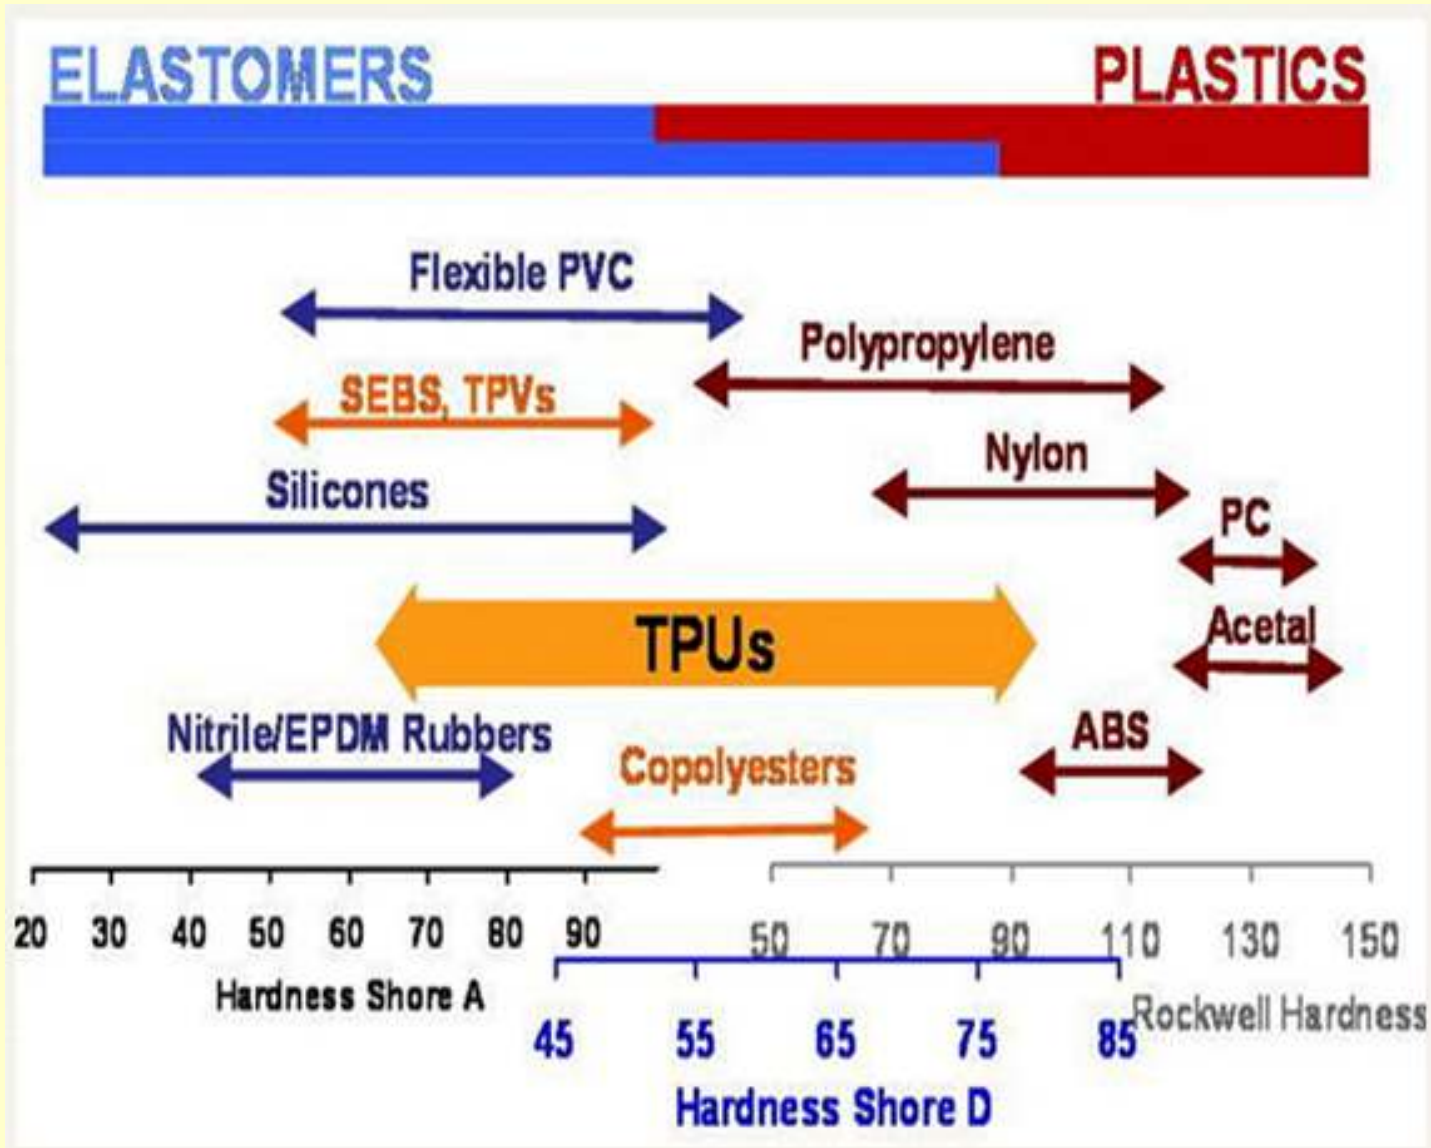 ELASTOMERS PLASTICS
Flexible PVC
Polypropylene
SEBS, TPVs
Nylon
Silicones
PC
TPUs
Acetal
Nitrile/EPDM Rubbers
ABS
Copolyesters
20 30 40 50 60 70 80 90
50 70 90 110 130 150
Hardness Shore A
Rockwell Hardness
45 55 65 75 85
Hardness Shore D